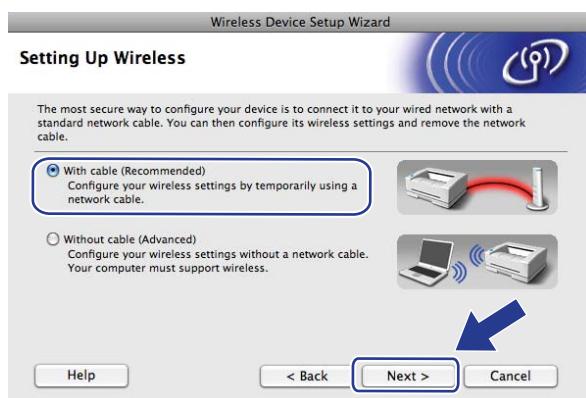 Wireless Device Setup Wizard
Setting Up Wireless
The most secure way to configure your device is to connect it to your wired network with a
standard network cable. You can then configure its wireless settings and remove the network
cable.
With cable (Recommended)
Configure your wireless settings by temporarily using a
network cable.
Without cable (Advanced)
Configure your wireless settings without a network cable.
Your computer must support wireless.
Help
< Back
Next >
Cancel